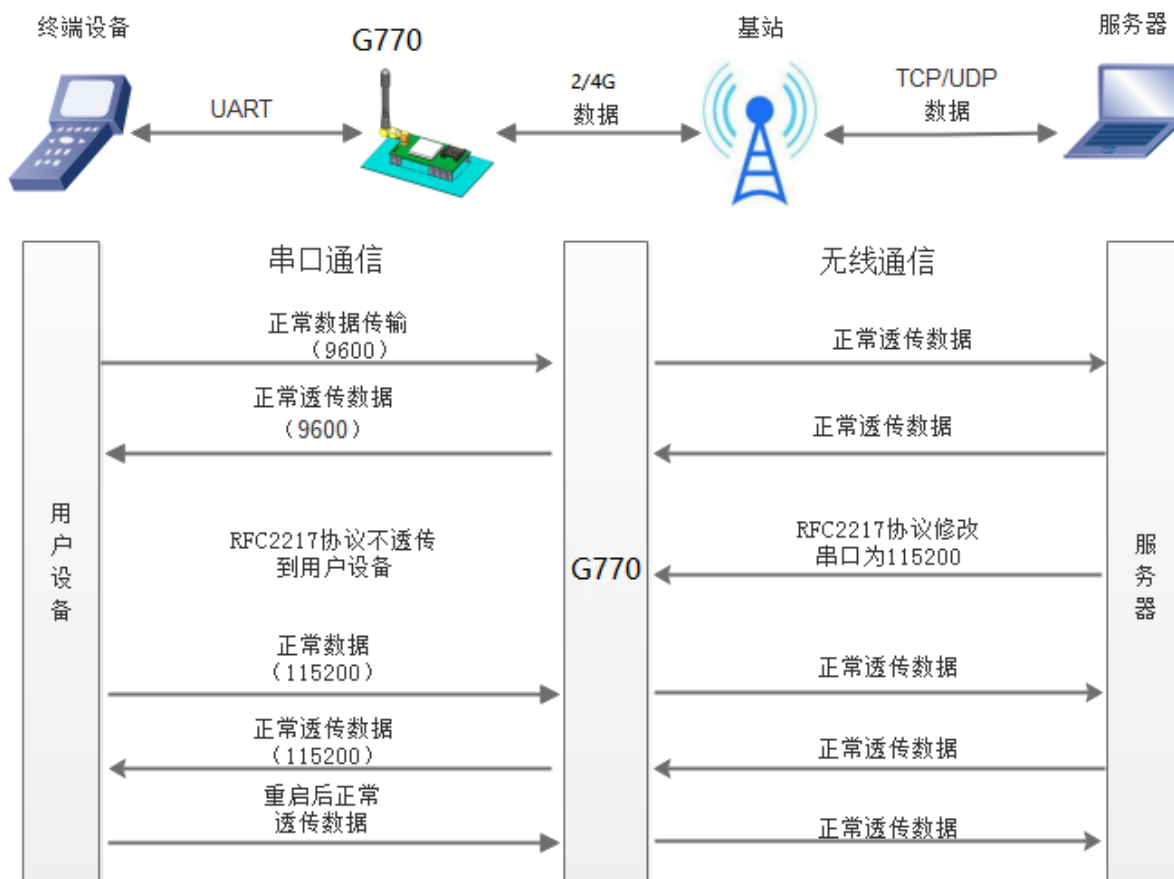 终端设备
G770
基站
服务器
UART
2/4G
数据
TCP/UDP
数据
串口通信
无线通信
正常数据传输
（9600）
正常透传数据
正常透传数据
（9600）
正常透传数据
用户设备
RFC2217协议不透传
到用户设备
G770
RFC2217协议修改
串口为115200
服务器
正常数据
（115200）
正常透传数据
正常透传数据
（115200）
正常透传数据
重启后正常
透传数据
正常透传数据